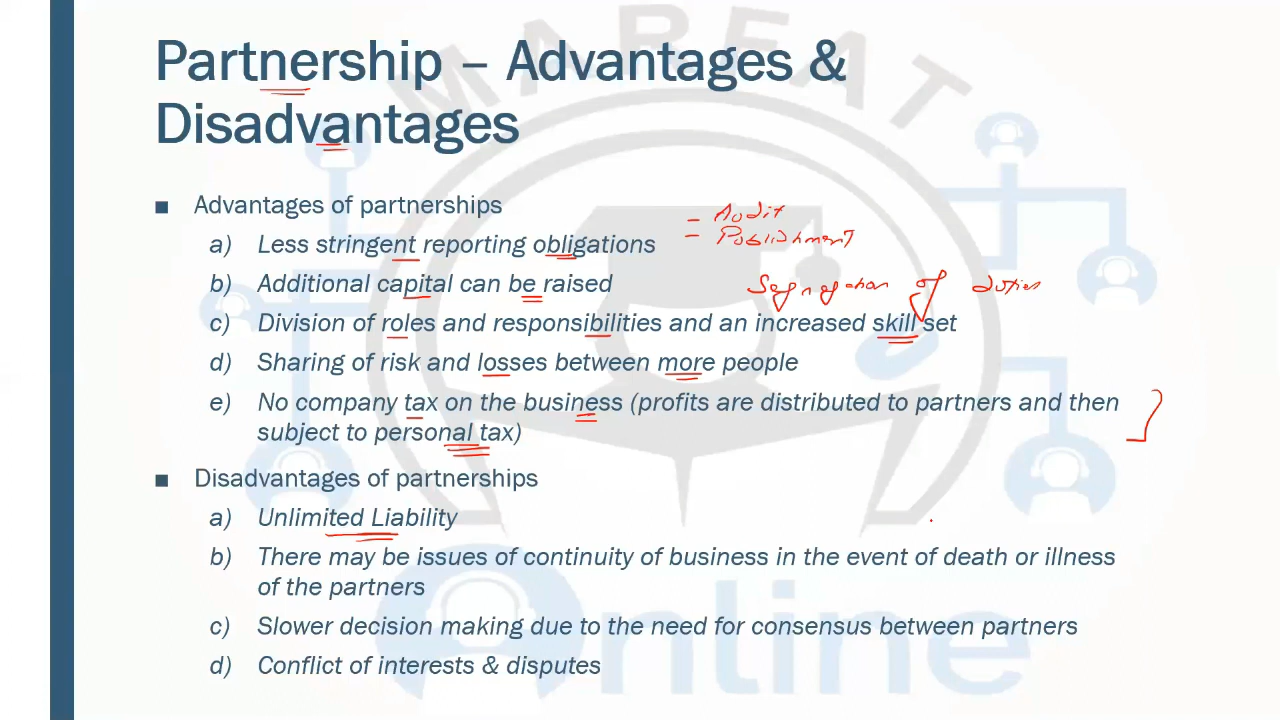 MAREFAT
Partnership – Advantages &
Disadvantages
■ Advantages of partnerships
- Audit
a) Less stringent reporting obligations
- Publishment
b) Additional capital can be raised
Segregation of duties
c) Division of roles and responsibilities and an increased skill set
d) Sharing of risk and losses between more people
e) No company tax on the business (profits are distributed to partners and then
subject to personal tax)
■ Disadvantages of partnerships
a) Unlimited Liability
b) There may be issues of continuity of business in the event of death or illness
of the partners
c) Slower decision making due to the need for consensus between partners
d) Conflict of interests & disputes
Online